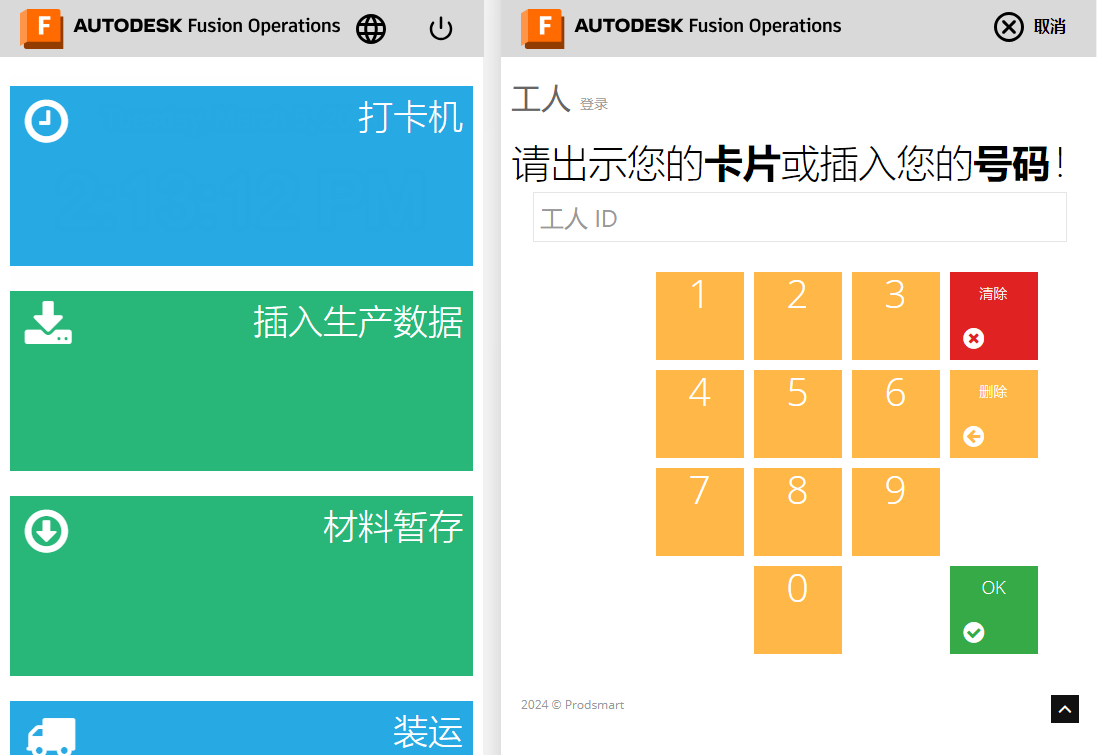 F AUTODESK Fusion Operations
打卡机
插入生产数据
材料暂存
装运
F AUTODESK Fusion Operations 取消
工人 登录
请出示您的卡片或插入您的号码!
工人 ID
1 2 3 清除
4 5 6 删除
7 8 9
0 OK
2024 © Prodsmart